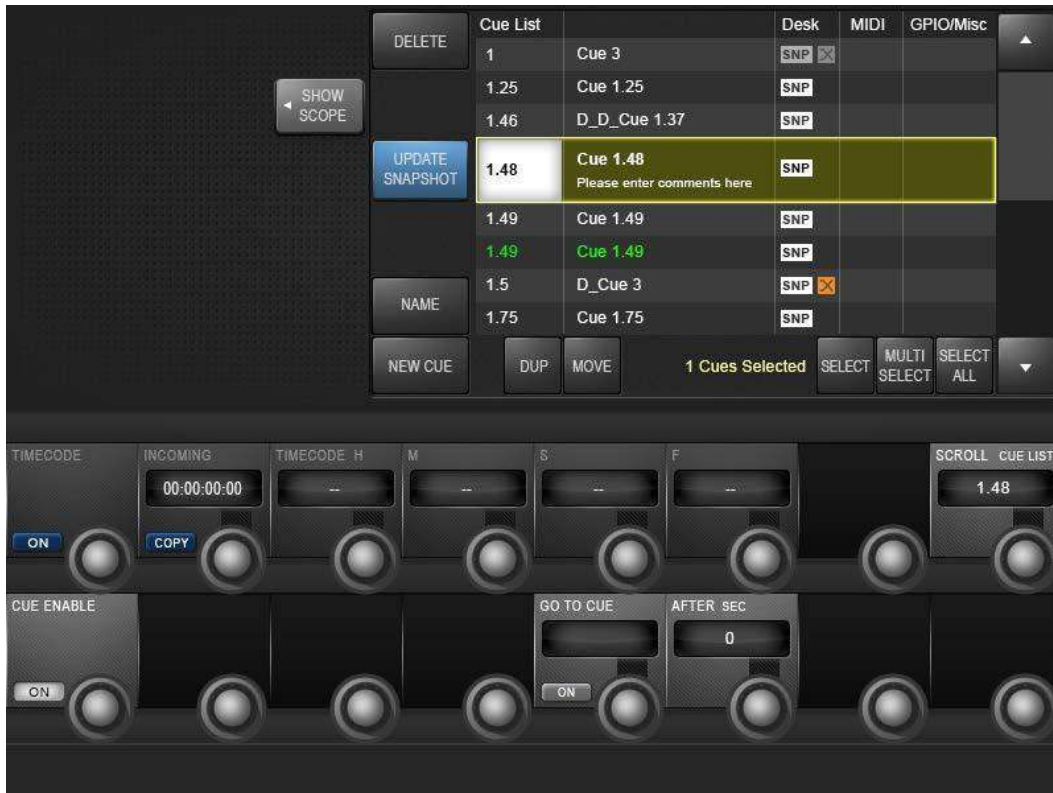 DELETE
Cue List Desk MIDI GPIO/Misc
1 Cue 3 SNP
SHOW
SCOPE
1.25 Cue 1.25 SNP
1.46 D_D_Cue 1.37 SNP
UPDATE
SNAPSHOT
1.48 Cue 1.48 SNP
Please enter comments here
1.49 Cue 1.49 SNP
1.49 Cue 1.49 SNP
NAME
1.5 D_Cue 3 SNP
1.75 Cue 1.75 SNP
NEW CUE DUP MOVE 1 Cues Selected SELECT MULTI SELECT SELECT ALL
TIMECODE INCOMING TIMECODE H M S F SCROLL CUE LIST
00:00:00:00 -- -- -- -- 1.48
ON COPY
CUE ENABLE GO TO CUE AFTER SEC
0
ON ON